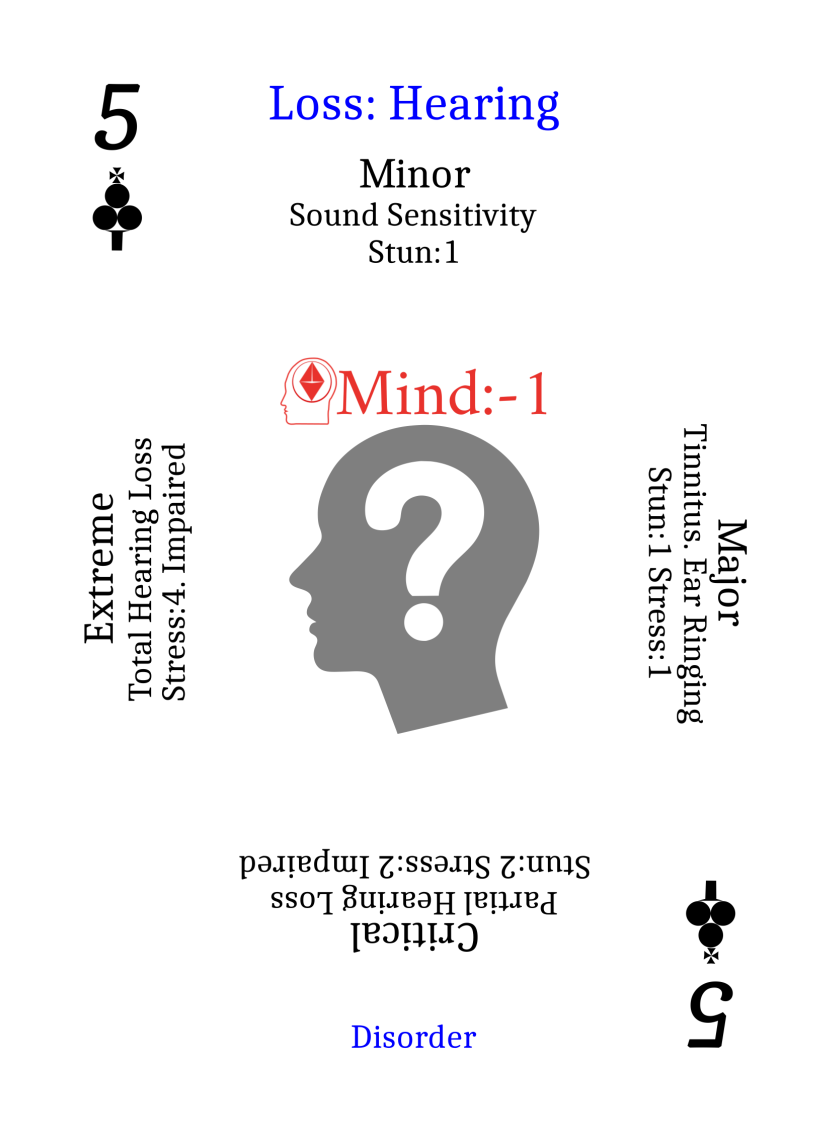 5
Loss: Hearing
Minor
Sound Sensitivity
Stun:1
Mind:-1
?
Extreme
Total Hearing Loss
Stress:4. Impaired
Major
Tinnitus. Ear Ringing
Stun:1 Stress:1
Critical
Partial Hearing Loss
Stun:2 Stress:2 Impaired
5
Disorder